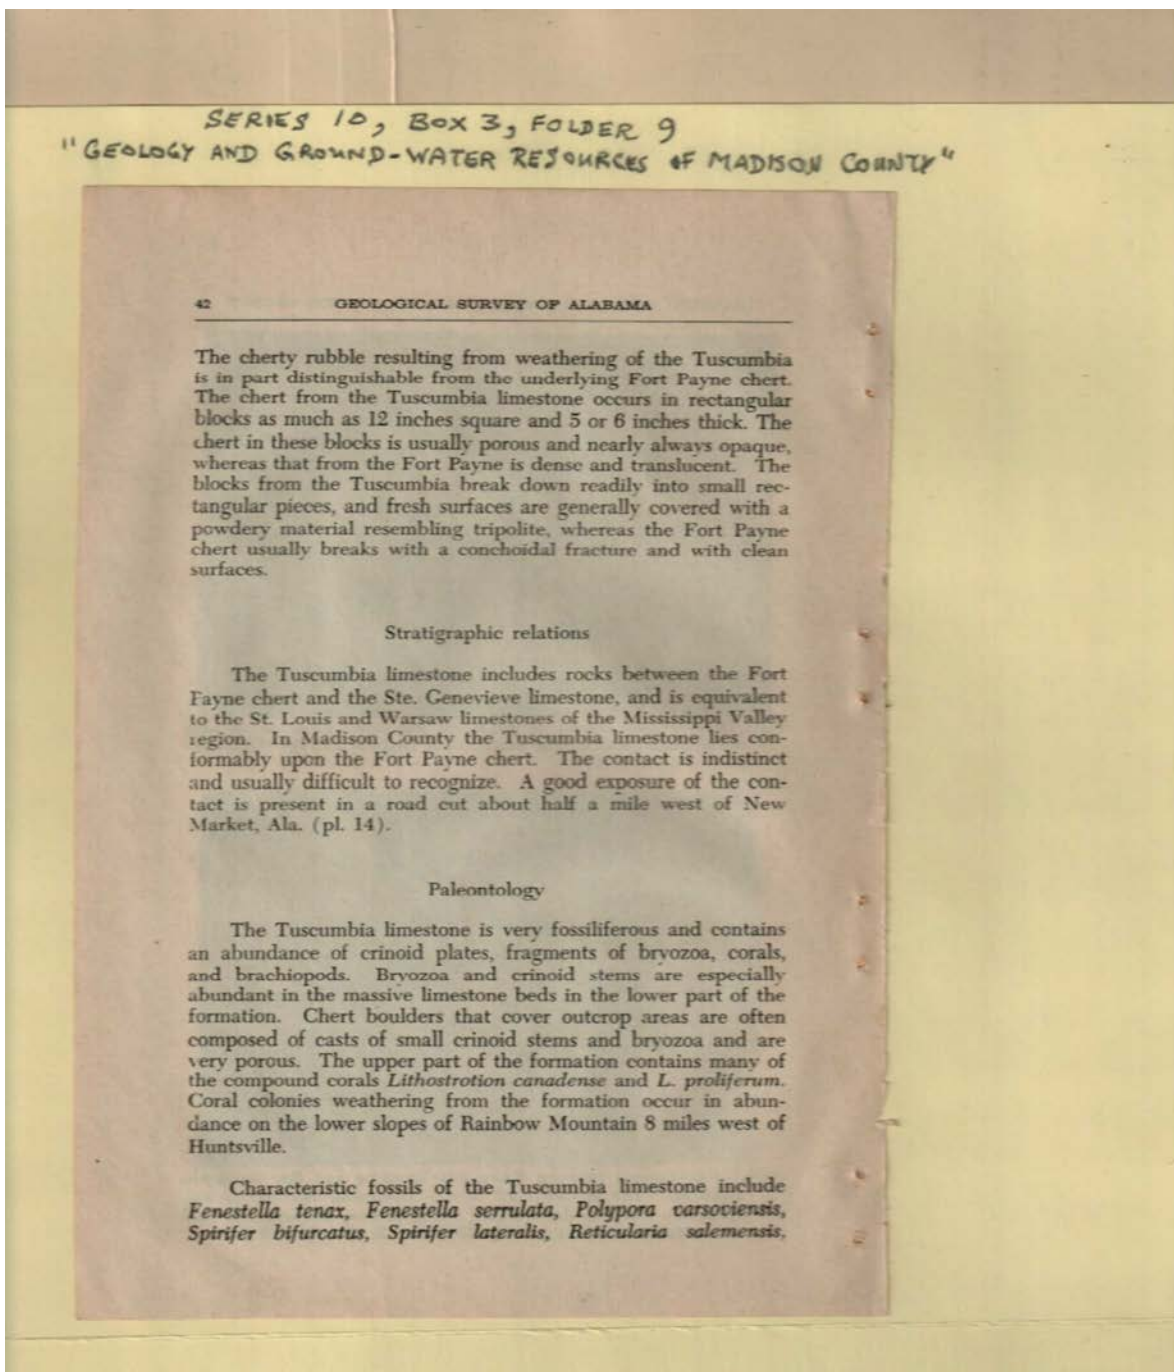 SERIES 10, BOX 3, FOLDER 9
"GEOLOGY AND GROUND-WATER RESOURCES OF MADISON COUNTY"
42 GEOLOGICAL SURVEY OF ALABAMA
The cherty rubble resulting from weathering of the Tuscumbia
is in part distinguishable from the underlying Fort Payne chert.
The chert from the Tuscumbia limestone occurs in rectangular
blocks as much as 12 inches square and 5 or 6 inches thick. The
chert in these blocks is usually porous and nearly always opaque,
whereas that from the Fort Payne is dense and translucent. The
blocks from the Tuscumbia break down readily into small rec-
tangular pieces, and fresh surfaces are generally covered with a
powdery material resembling tripolite, whereas the Fort Payne
chert usually breaks with a conchoidal fracture and with clean
surfaces.
Stratigraphic relations
The Tuscumbia limestone includes rocks between the Fort
Payne chert and the Ste. Genevieve limestone, and is equivalent
to the St. Louis and Warsaw limestones of the Mississippi Valley
region. In Madison County the Tuscumbia limestone lies con-
formably upon the Fort Payne chert. The contact is indistinct
and usually difficult to recognize. A good exposure of the con-
tact is present in a road cut about half a mile west of New
Market, Ala. (pl. 14).
Paleontology
The Tuscumbia limestone is very fossiliferous and contains
an abundance of crinoid plates, fragments of bryozoa, corals,
and brachiopods. Bryozoa and crinoid stems are especially
abundant in the massive limestone beds in the lower part of the
formation. Chert boulders that cover outcrop areas are often
composed of casts of small crinoid stems and bryozoa and are
very porous. The upper part of the formation contains many of
the compound corals Lithostrotion canadense and L. proliferum.
Coral colonies weathering from the formation occur in abun-
dance on the lower slopes of Rainbow Mountain 8 miles west of
Huntsville.
Characteristic fossils of the Tuscumbia limestone include
Fenestella tenax, Fenestella serrulata, Polypora varsoviensis,
Spirifer bifurcatus, Spirifer lateralis, Reticularia salemensis,